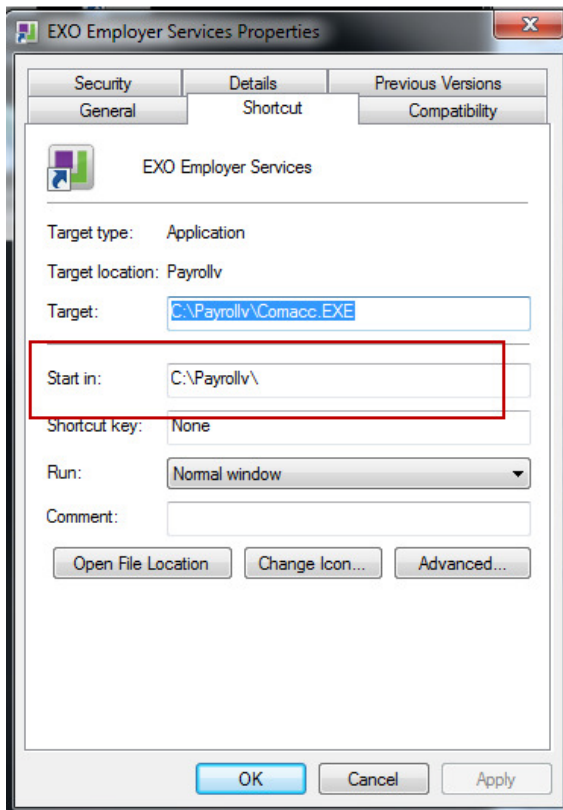 EXO Employer Services Properties
Security Details Previous Versions
General Shortcut Compatibility
EXO Employer Services
Target type: Application
Target location: Payrollv
Target: C:\Payrollv\Comacc.EXE
Start in: C:\Payrollv\
Shortcut key: None
Run: Normal window
Comment:
Open File Location Change Icon... Advanced...
OK Cancel Apply